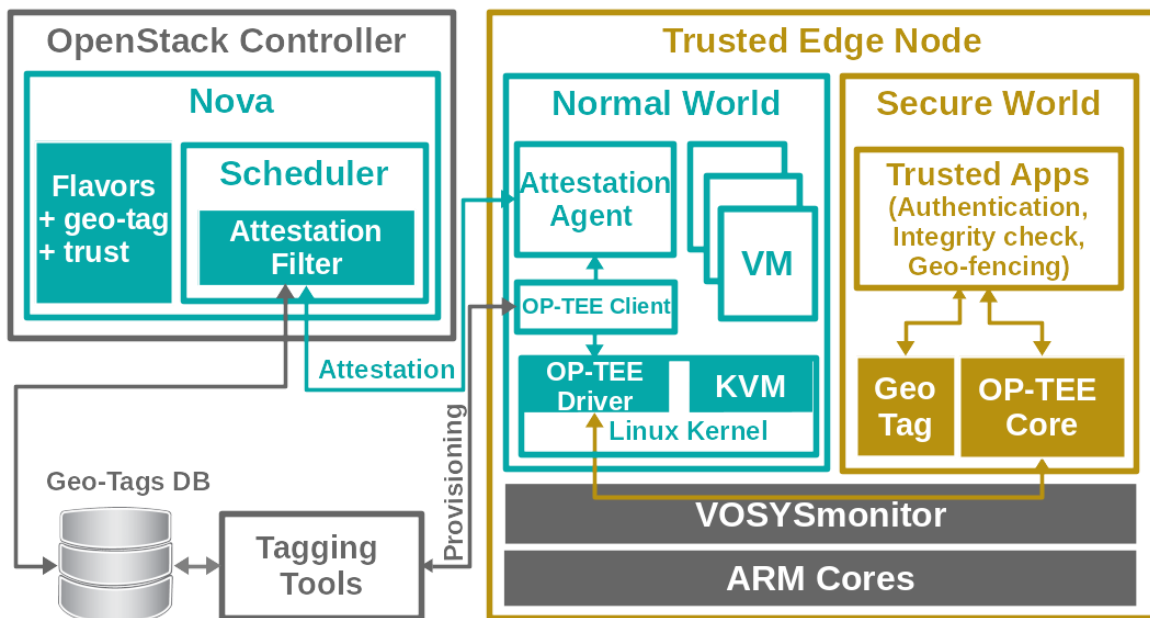 OpenStack Controller
Nova
Flavors
+ geo-tag
+ trust
Scheduler
Attestation
Filter
Attestation
Provisioning
Geo-Tags DB
Tagging
Tools
Trusted Edge Node
Normal World
Attestation
Agent
VM
OP-TEE Client
OP-TEE
Driver
KVM
Linux Kernel
Secure World
Trusted Apps
(Authentication,
Integrity check,
Geo-fencing)
Geo
Tag
OP-TEE
Core
VOSYSmonitor
ARM Cores